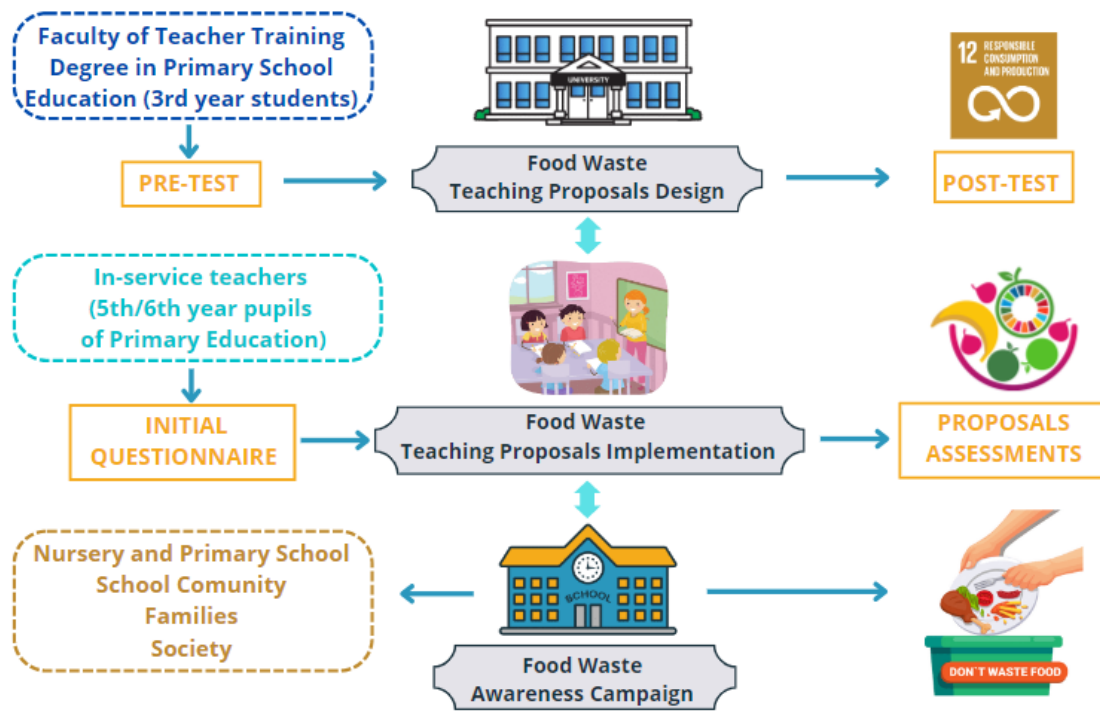 Faculty of Teacher Training
Degree in Primary School
Education (3rd year students)
UNIVERSITY
12 RESPONSIBLE
CONSUMPTION
AND PRODUCTION
PRE-TEST
Food Waste
Teaching Proposals Design
POST-TEST
In-service teachers
(5th/6th year pupils
of Primary Education)
INITIAL
QUESTIONNAIRE
Food Waste
Teaching Proposals Implementation
PROPOSALS
ASSESSMENTS
Nursery and Primary School
School Comunity
Families
Society
SCHOOL
DON`T WASTE FOOD
Food Waste
Awareness Campaign